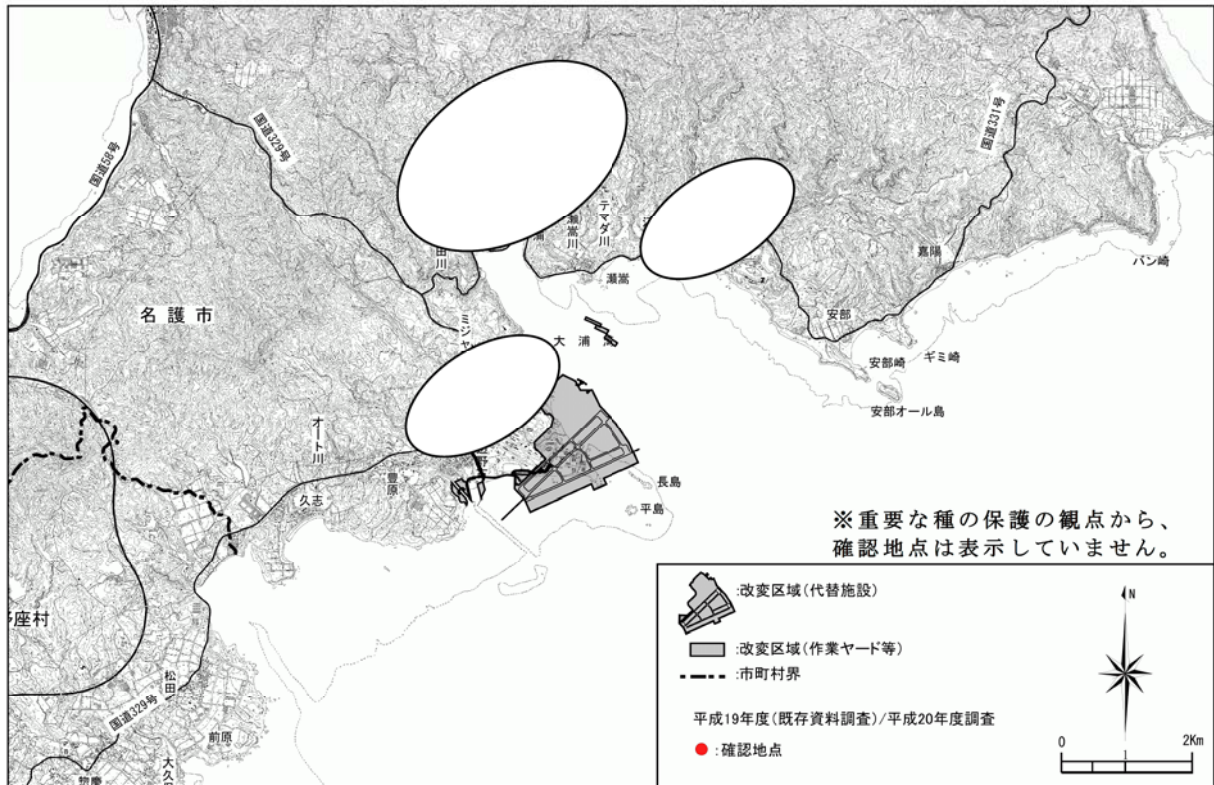 国道58号
国道329号
国道331号
名護市
田川
瀬嵩川
テマダ川
瀬嵩
嘉陽
バン崎
安部
安部崎
ギミ崎
安部オール島
大浦
オート川
豊原
久志
長島
平島
※重要な種の保護の観点から、
確認地点は表示していません。
座村
松田
国道329号
前原
惣慶
:改変区域(代替施設)
:改変区域(作業ヤード等)
:市町村界
平成19年度(既存資料調査)/平成20年度調査
:確認地点
N
0 1 2Km